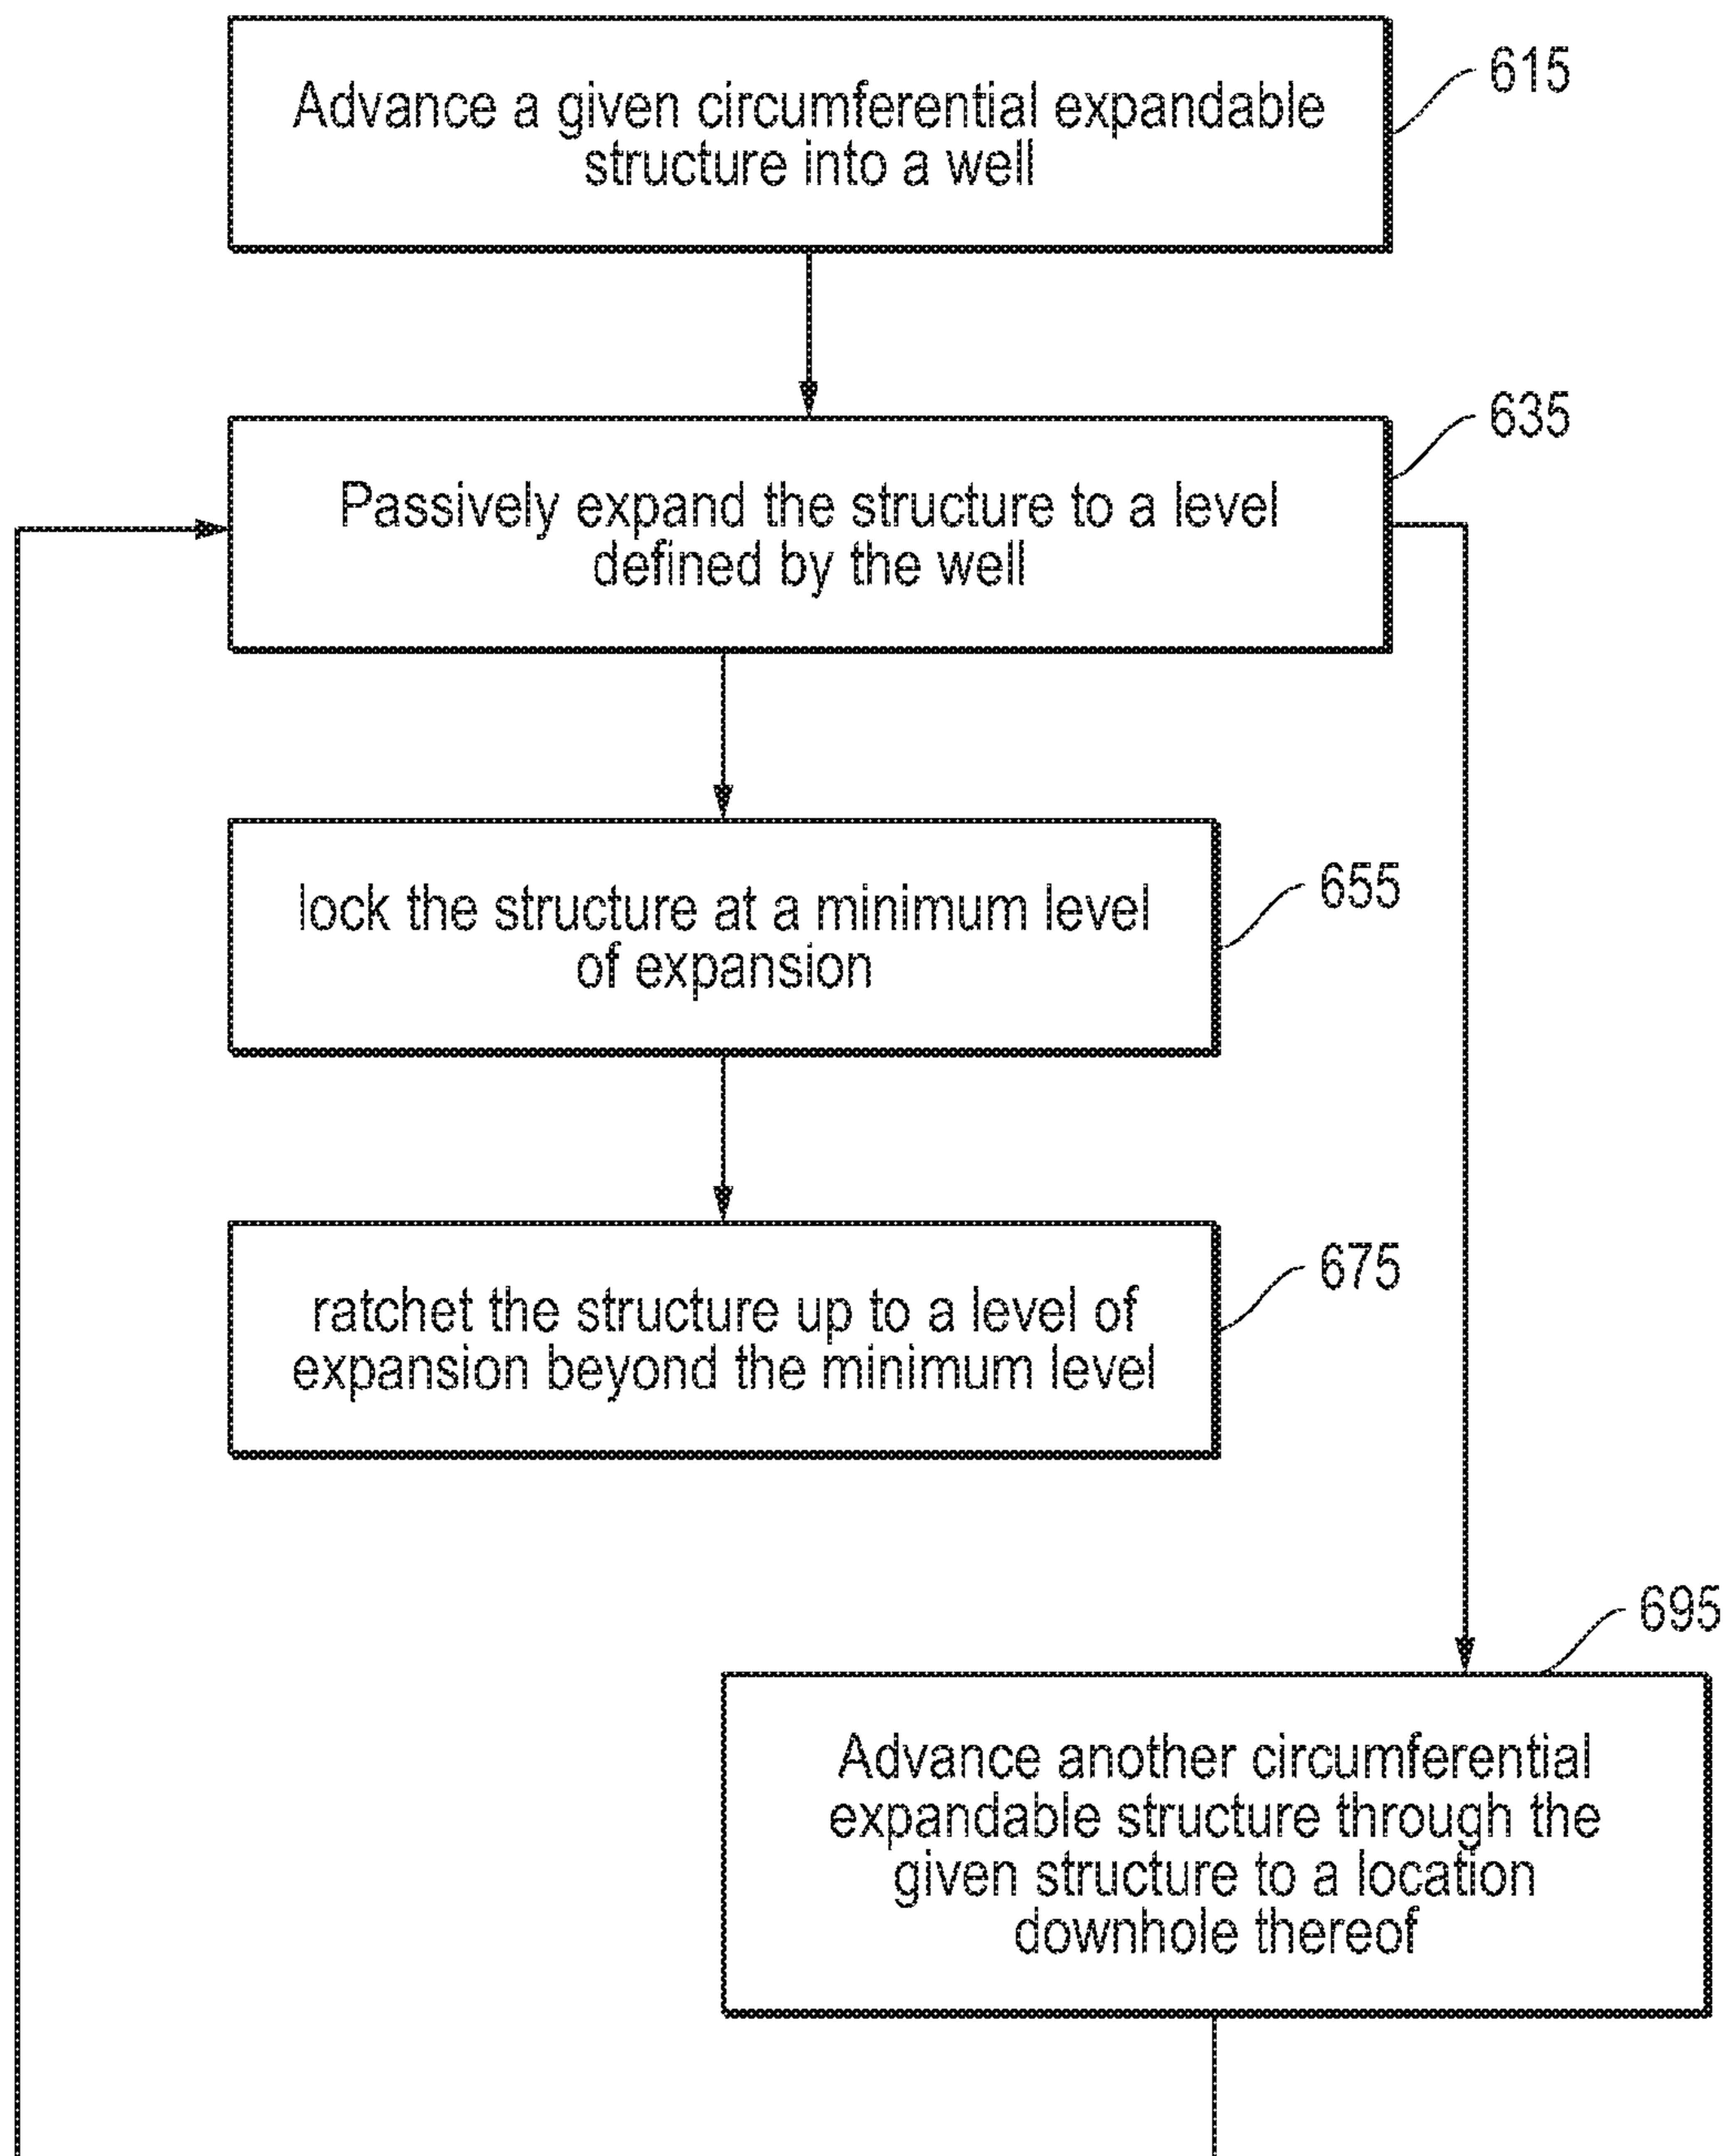 Advance a given circumferential expandable
structure into a well
615
Passively expand the structure to a level
defined by the well
635
lock the structure at a minimum level
of expansion
655
ratchet the structure up to a level of
expansion beyond the minimum level
675
Advance another circumferential
expandable structure through the
given structure to a location
downhole thereof
695